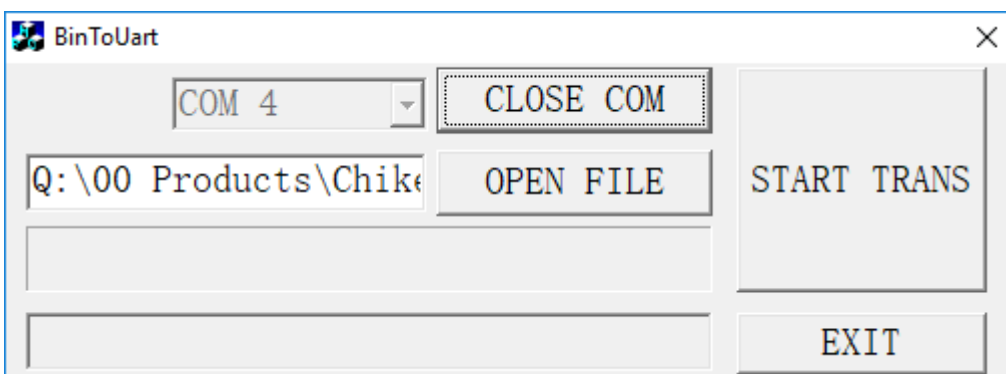 BinToUart
COM 4
CLOSE COM
Q:\00 Products\Chike
OPEN FILE
START TRANS
EXIT